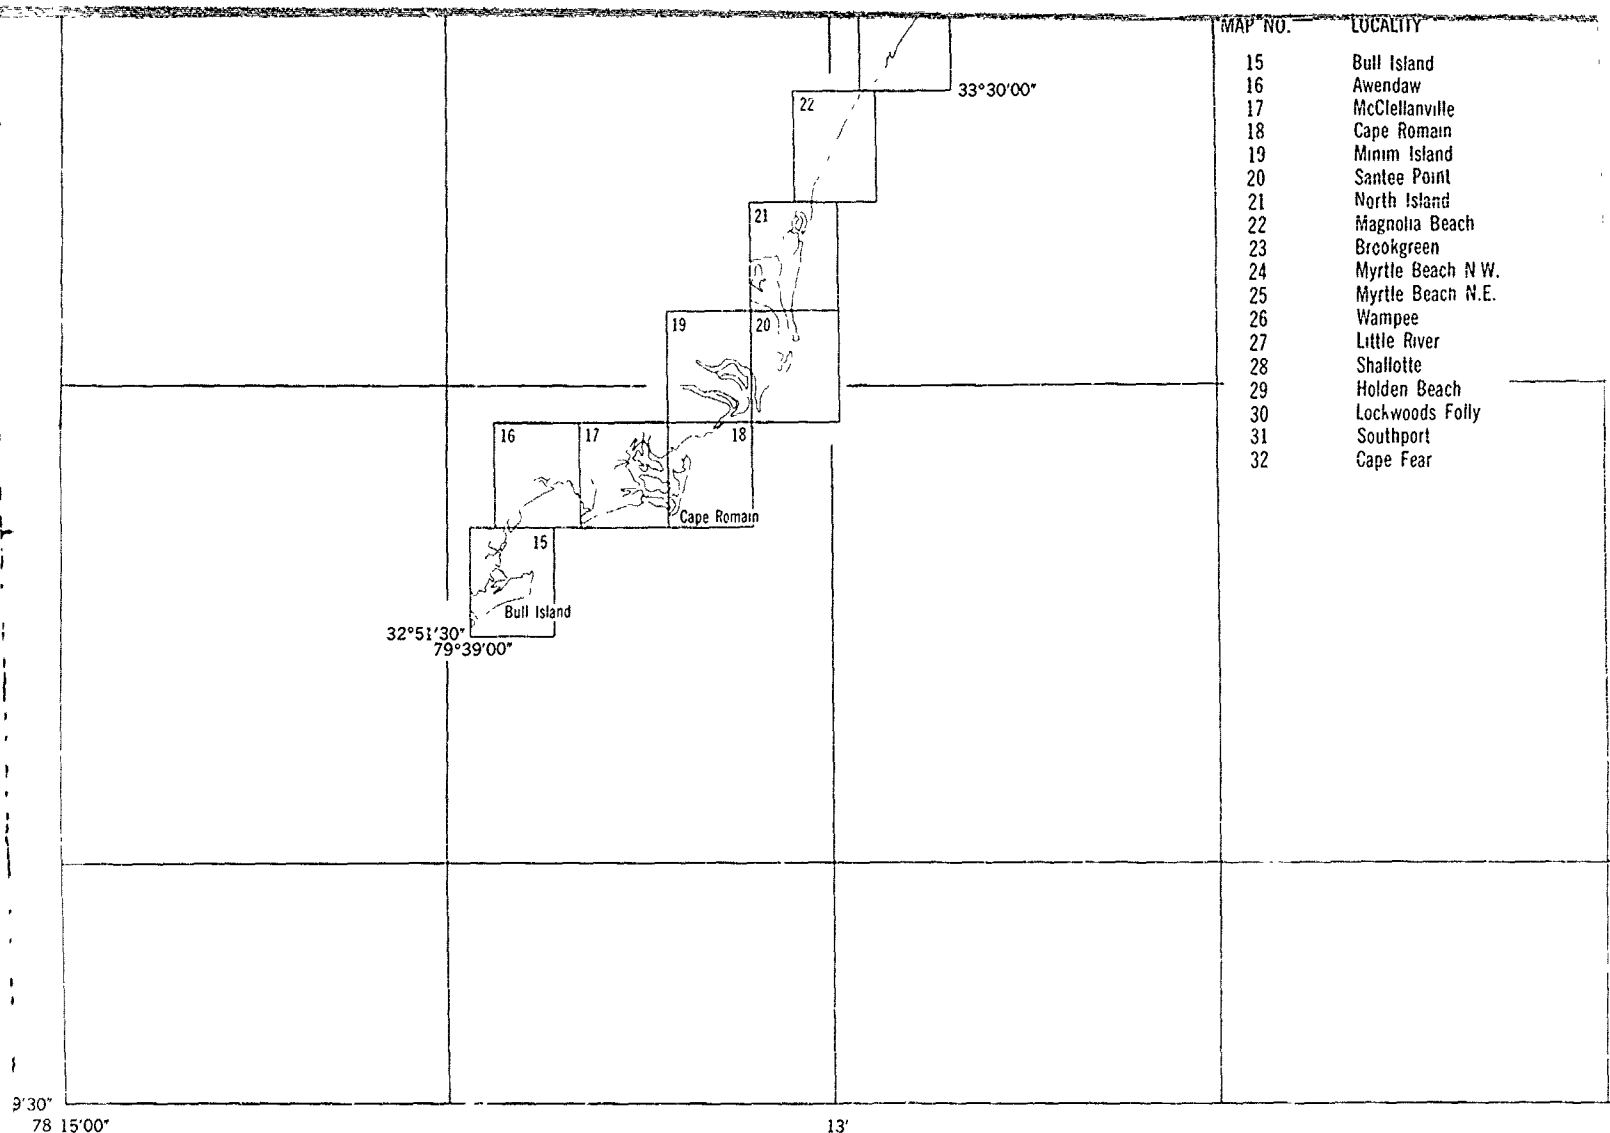 MAP NO. LOCALITY
15 Bull Island
16 Awendaw
17 McClellanville
18 Cape Romain
19 Minim Island
20 Santee Point
21 North Island
22 Magnolia Beach
23 Brookgreen
24 Myrtle Beach N W.
25 Myrtle Beach N.E.
26 Wampee
27 Little River
28 Shallotte
29 Holden Beach
30 Lockwoods Folly
31 Southport
32 Cape Fear
33°30'00"
22
21
19 20
16 17 18
Cape Romain
15
Bull Island
32°51'30"
79°39'00"
9'30"
78 15'00" 13'